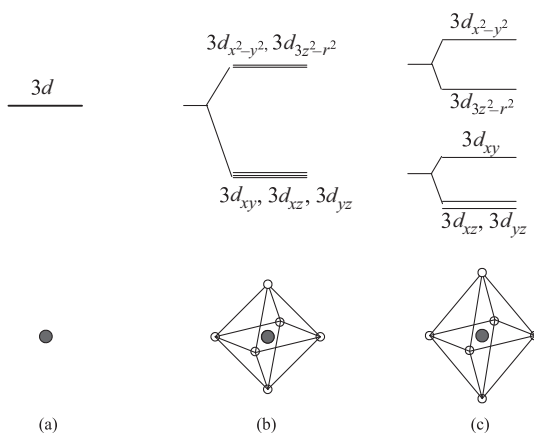 3d
3d_{x²−y²}, 3d_{3z²−r²}
3d_{xy}, 3d_{xz}, 3d_{yz}
3d_{x²−y²}
3d_{3z²−r²}
3d_{xy}
3d_{xz}, 3d_{yz}
(a)
(b)
(c)